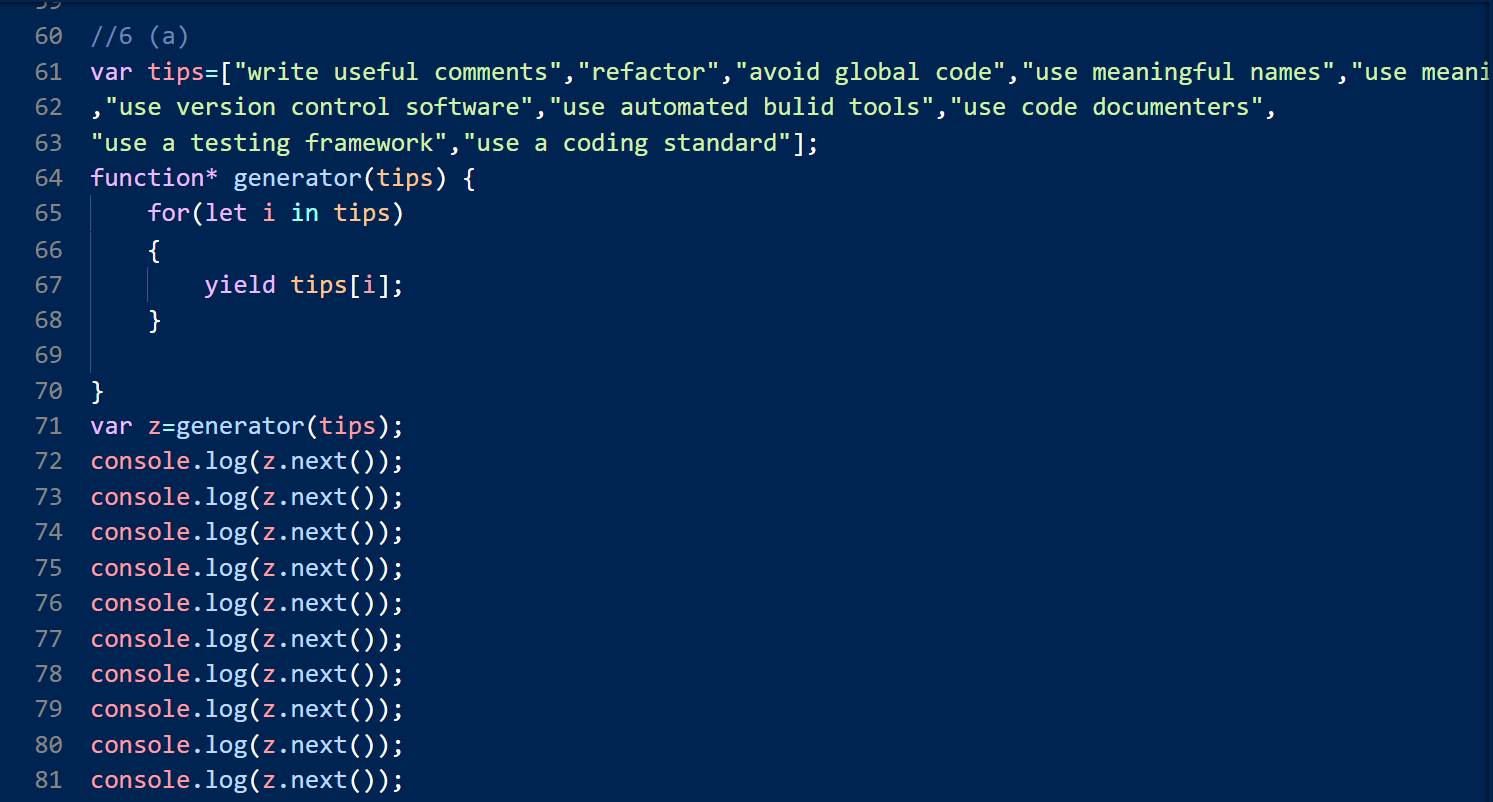 60 //6 (a)
61 var tips=["write useful comments","refactor","avoid global code","use meaningful names","use
62 ,"use version control software","use automated bulid tools","use code documenters",
63 "use a testing framework","use a coding standard"];
64 function* generator(tips) {
65     for(let i in tips)
66     {
67         yield tips[i];
68     }
69
70 }
71 var z=generator(tips);
72 console.log(z.next());
73 console.log(z.next());
74 console.log(z.next());
75 console.log(z.next());
76 console.log(z.next());
77 console.log(z.next());
78 console.log(z.next());
79 console.log(z.next());
80 console.log(z.next());
81 console.log(z.next());